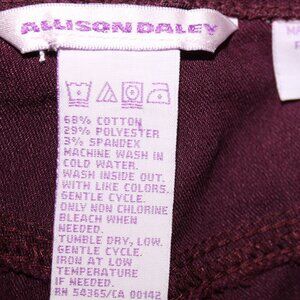 ALLISON DALEY
68% COTTON
29% POLYESTER
3% SPANDEX
MACHINE WASH IN
COLD WATER.
WASH INSIDE OUT.
WITH LIKE COLORS.
GENTLE CYCLE.
ONLY NON CHLORINE
BLEACH WHEN
NEEDED.
TUMBLE DRY, LOW.
GENTLE CYCLE.
IRON AT LOW
TEMPERATURE
IF NEEDED.
RN 54365/CA 00142